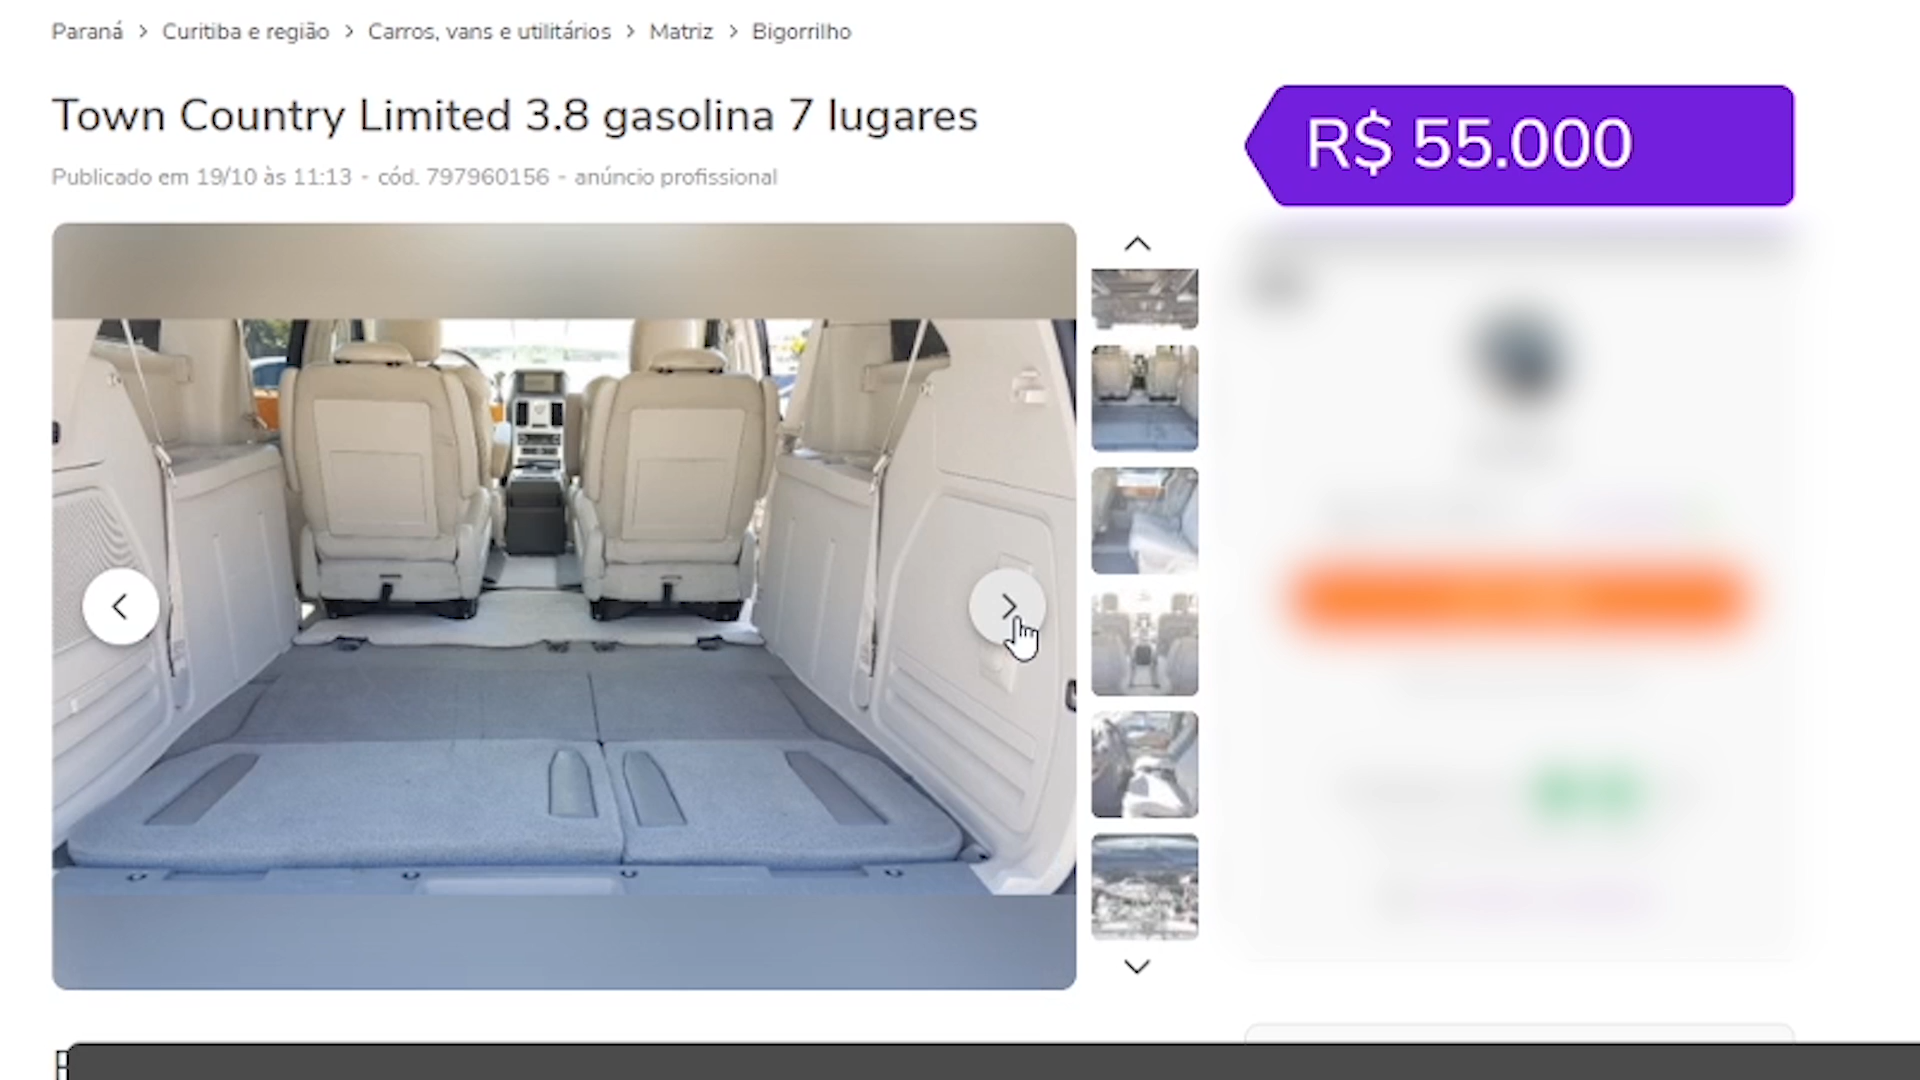 Paraná > Curitiba e região > Carros, vans e utilitários > Matriz > Bigorrilho
Town Country Limited 3.8 gasolina 7 lugares
R$ 55.000
Publicado em 19/10 às 11:13 - cód. 797960156 - anúncio profissional